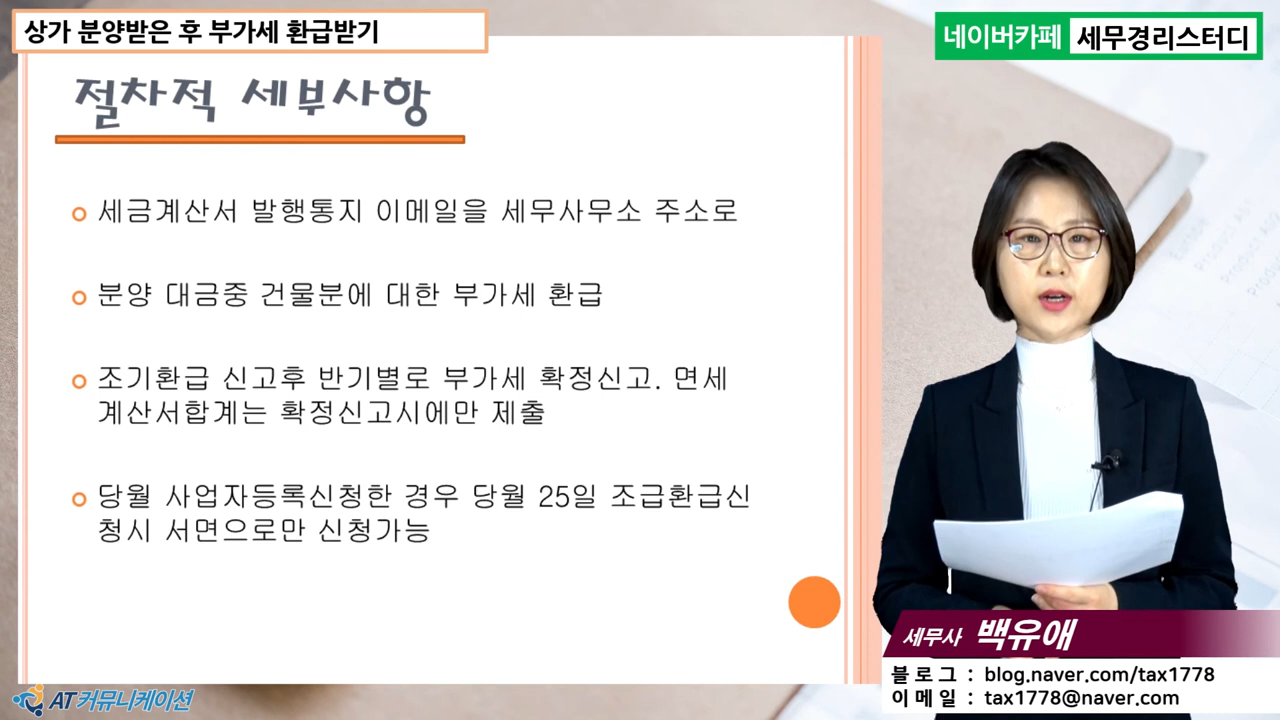 상가 분양받은 후 부가세 환급받기
네이버카페 세무경리스터디
절차적 세부사항
세금계산서 발행통지 이메일을 세무사무소 주소로
분양 대금중 건물분에 대한 부가세 환급
조기환급 신고후 반기별로 부가세 확정신고. 면세
계산서합계는 확정신고시에만 제출
당월 사업자등록신청한 경우 당월 25일 조급환급신
청시 서면으로만 신청가능
세무사 백유애
블로그 : blog.naver.com/tax1778
이메일 : tax1778@naver.com
AT커뮤니케이션